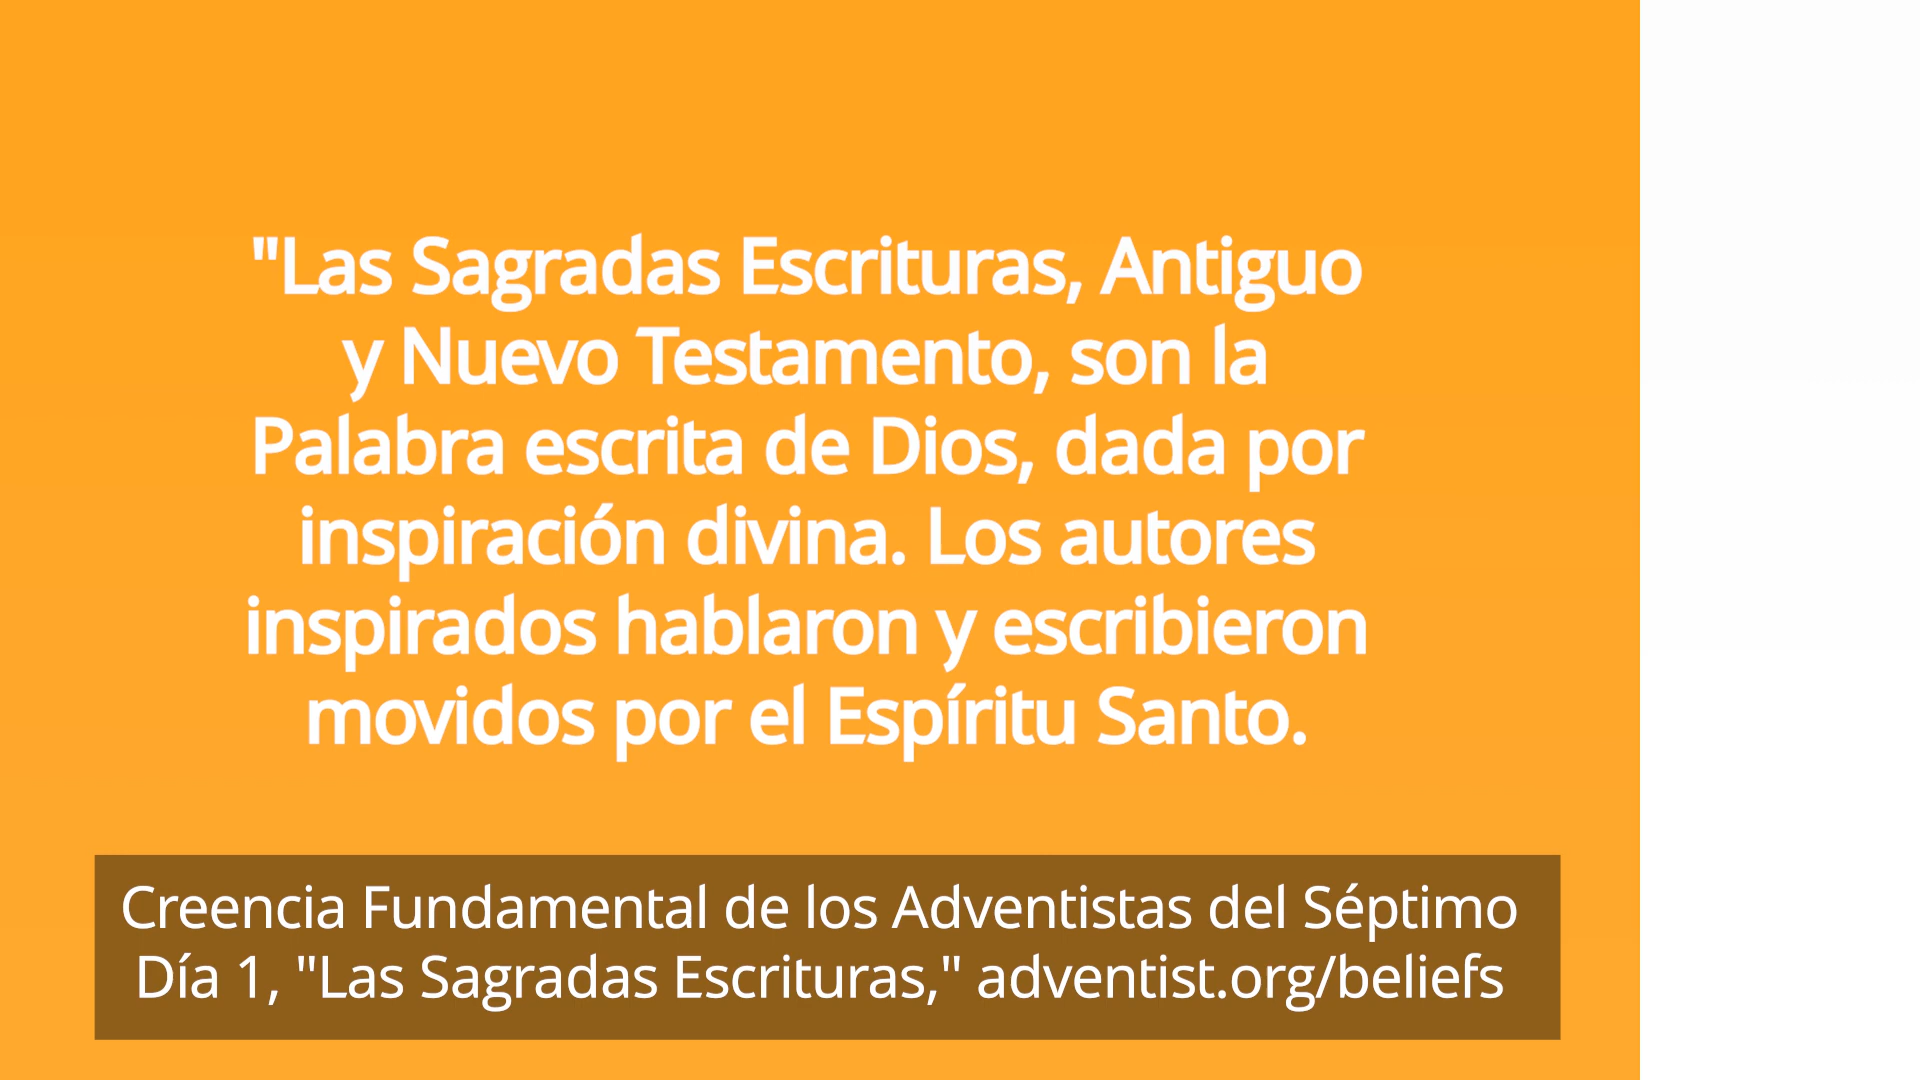 "Las Sagradas Escrituras, Antiguo
y Nuevo Testamento, son la
Palabra escrita de Dios, dada por
inspiración divina. Los autores
inspirados hablaron y escribieron
movidos por el Espíritu Santo.
Creencia Fundamental de los Adventistas del Séptimo
Día 1, "Las Sagradas Escrituras," adventist.org/beliefs